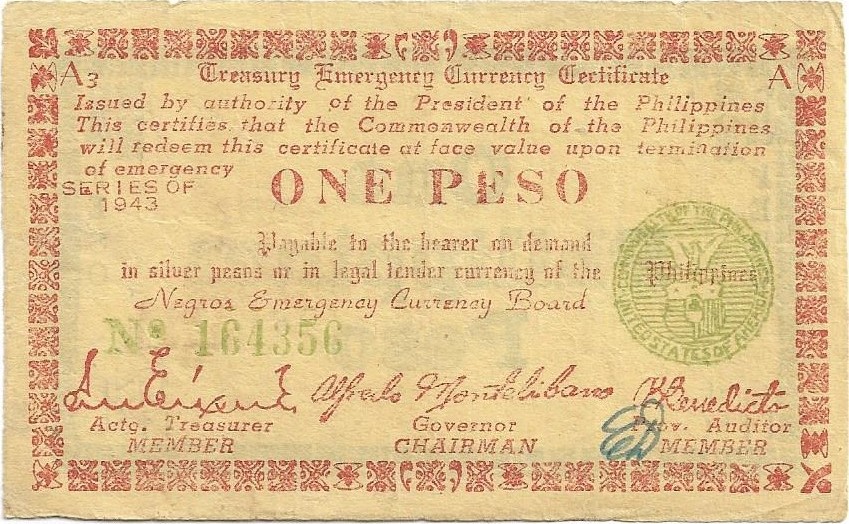 A3 Treasury Emergency Currency Certificate A
Issued by authority of the President of the Philippines
This certifies that the Commonwealth of the Philippines
will redeem this certificate at face value upon termination
of emergency
SERIES OF
1943
ONE PESO
Payable to the bearer on demand
in silver pesos or in legal tender currency of the Philippines
Negros Emergency Currency Board
COMMONWEALTH OF THE PHILIPPINES
UNITED STATES OF AMERICA
No 164356
Alfredo Montelibano
Benedicto
Actg. Treasurer Governor Prov. Auditor
MEMBER CHAIRMAN MEMBER